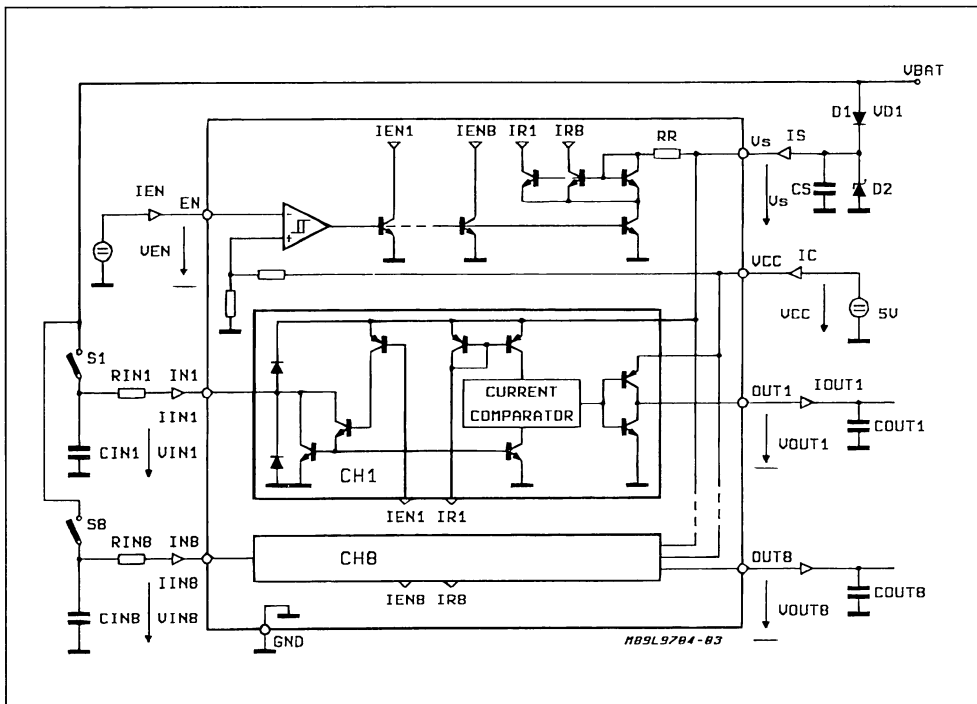 VBAT
D1 VD1
IEN1 IEN8 IR1 IR8 RR
Vs IS
IEN EN
CS D2
Vs
VEN
- +
VCC IC
VCC 5V
S1
RIN1 IN1
IIN1
CURRENT
COMPARATOR
OUT1 IOUT1
CIN1 VIN1
VOUT1 COUT1
CH1
IEN1 IR1
S8
RIN8 IN8
IIN8
CH8
OUT8
IEN8 IR8
CIN8 VIN8
VOUT8 COUT8
GND
M89L9704-03